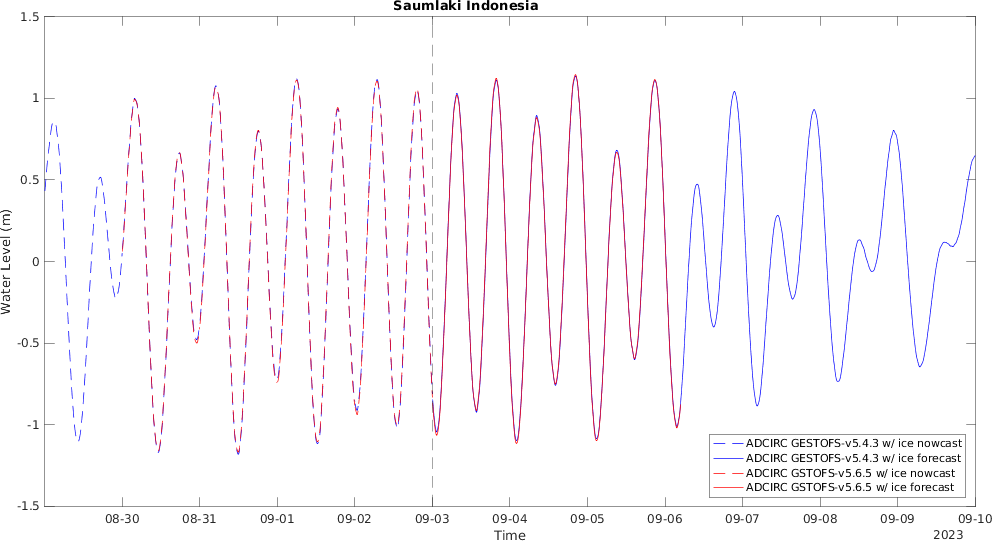 Saumlaki Indonesia
1.5
1
0.5
0
-0.5
-1
-1.5
Water Level (m)
08-30 08-31 09-01 09-02 09-03 09-04 09-05 09-06 09-07 09-08 09-09 09-10
Time
2023
ADCIRC GESTOFS-v5.4.3 w/ ice nowcast
ADCIRC GESTOFS-v5.4.3 w/ ice forecast
ADCIRC GSTOFS-v5.6.5 w/ ice nowcast
ADCIRC GSTOFS-v5.6.5 w/ ice forecast